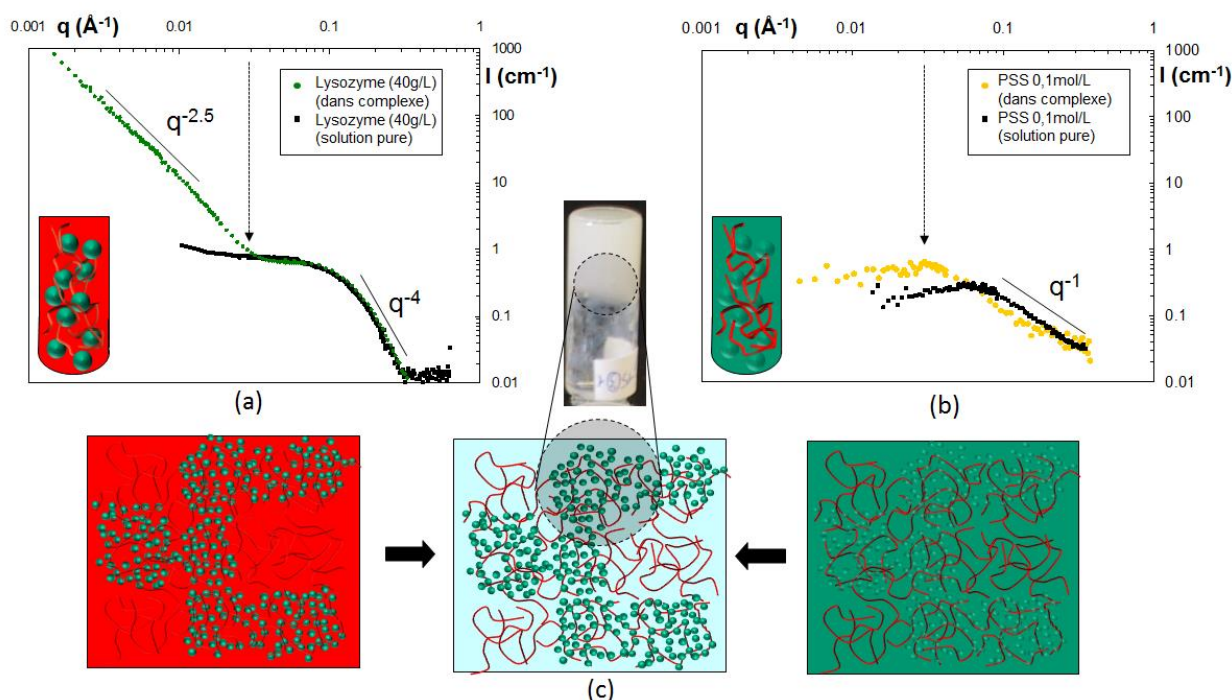 0.001 0.01 0.1 1
q (Å⁻¹)
1000
I (cm⁻¹)
100
10
1
0.1
0.01
Lysozyme (40g/L)
(dans complexe)
Lysozyme (40g/L)
(solution pure)
q⁻²·⁵
q⁻⁴
(a)
0.001 0.01 0.1 1
q (Å⁻¹)
1000
I (cm⁻¹)
100
10
1
0.1
0.01
PSS 0,1mol/L
(dans complexe)
PSS 0,1mol/L
(solution pure)
q⁻¹
(b)
(c)